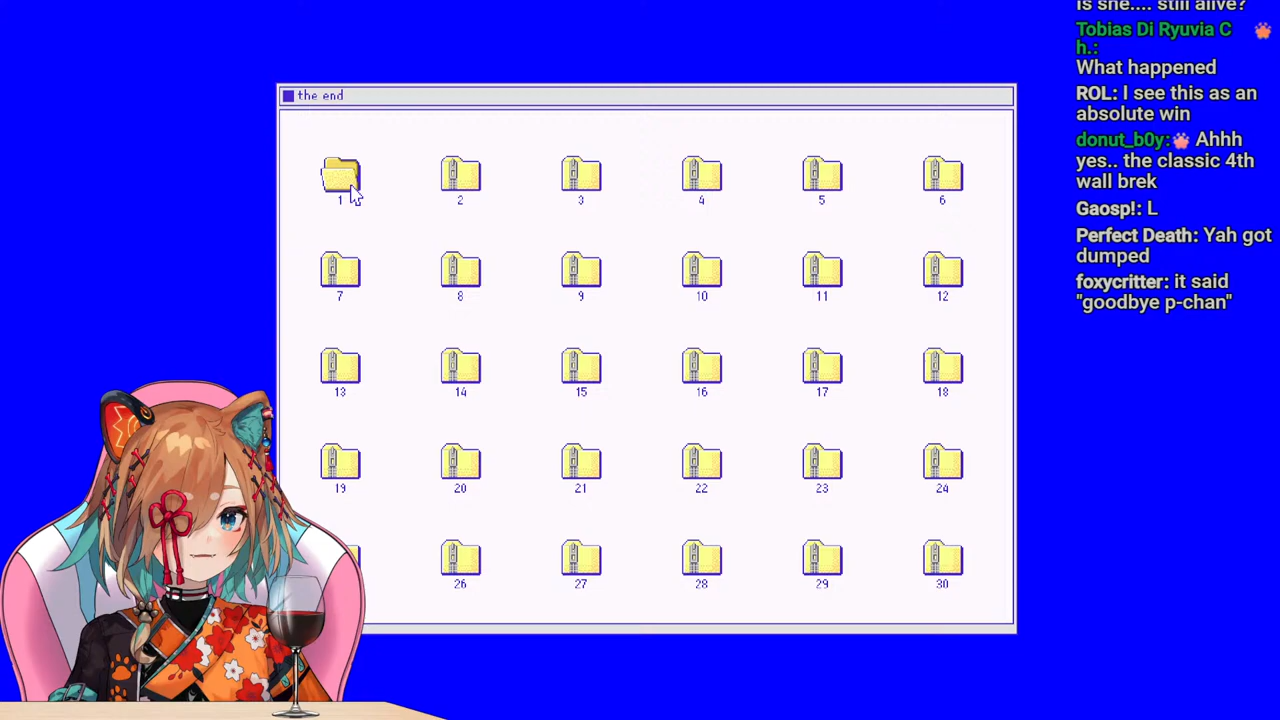 the end
1
2
3
4
5
6
7
8
9
10
11
12
13
14
15
16
17
18
19
20
21
22
23
24
26
27
28
29
30
is she.... still alive?
Tobias Di Ryuvia C
h.:
What happened
ROL: I see this as an
absolute win
donut_b0y: Ahhh
yes.. the classic 4th
wall brek
Gaosp!: L
Perfect Death: Yah got
dumped
foxycritter: it said
"goodbye p-chan"